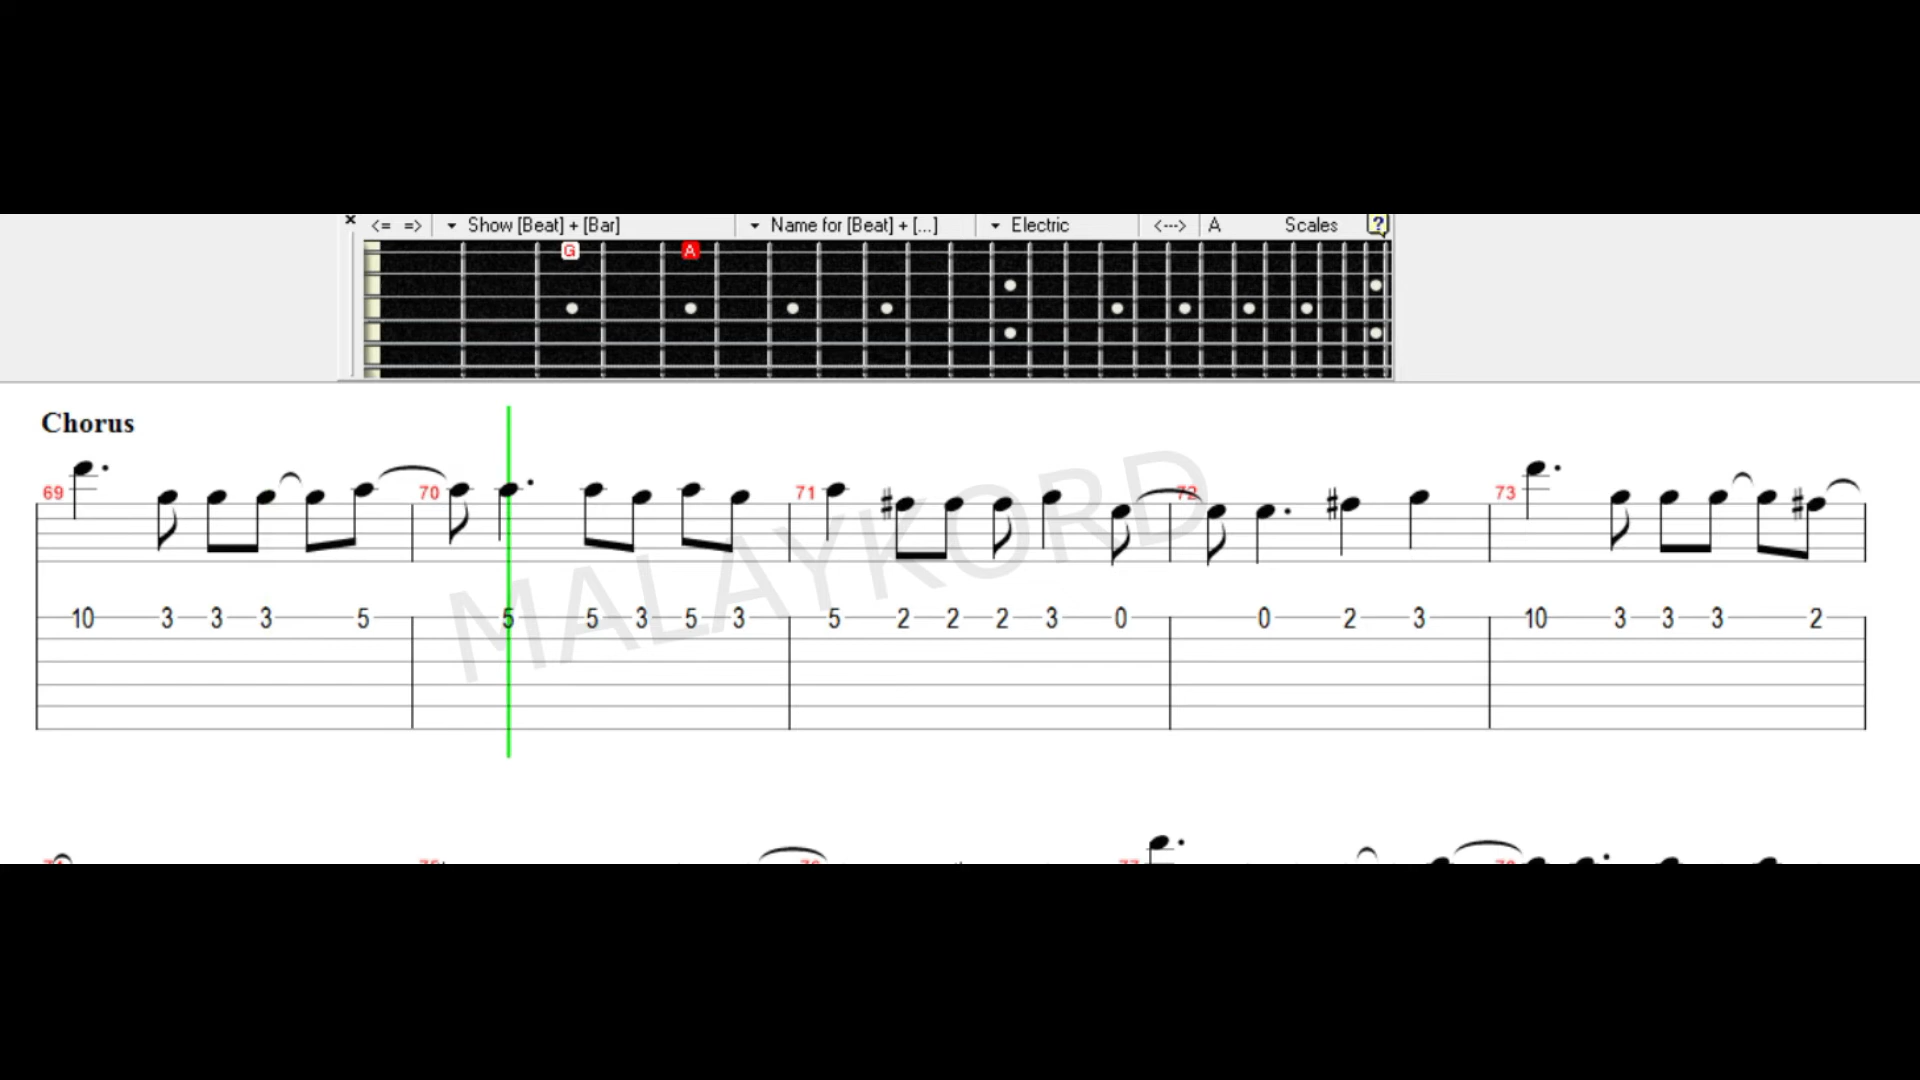 × <= => Show [Beat] + [Bar] Name for [Beat] + [...] Electric <---> A Scales ?
G A
Chorus
69 70 71 72 73
10 3 3 3 5 5 5 3 5 3 5 2 2 2 3 0 0 2 3 10 3 3 3 2
MALAYKORD